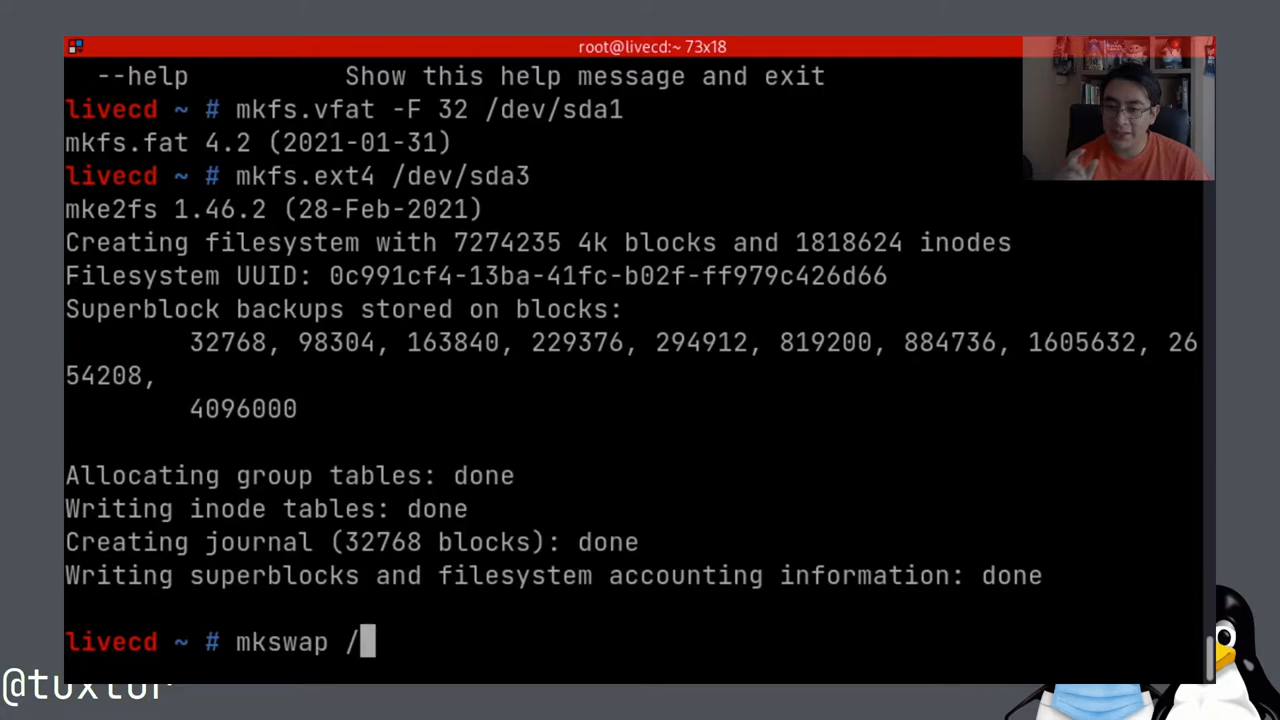 root@livecd:~ 73x18
--help Show this help message and exit
livecd ~ # mkfs.vfat -F 32 /dev/sda1
mkfs.fat 4.2 (2021-01-31)
livecd ~ # mkfs.ext4 /dev/sda3
mke2fs 1.46.2 (28-Feb-2021)
Creating filesystem with 7274235 4k blocks and 1818624 inodes
Filesystem UUID: 0c991cf4-13ba-41fc-b02f-ff979c426d66
Superblock backups stored on blocks:
32768, 98304, 163840, 229376, 294912, 819200, 884736, 1605632, 26
54208,
4096000
Allocating group tables: done
Writing inode tables: done
Creating journal (32768 blocks): done
Writing superblocks and filesystem accounting information: done
livecd ~ # mkswap /